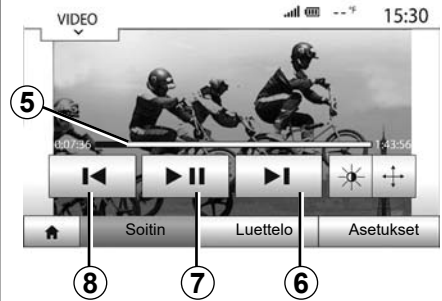 VIDEO
--°F 15:30
5
0:07:36 1:43:56
Soitin Luettelo Asetukset
8 7 6